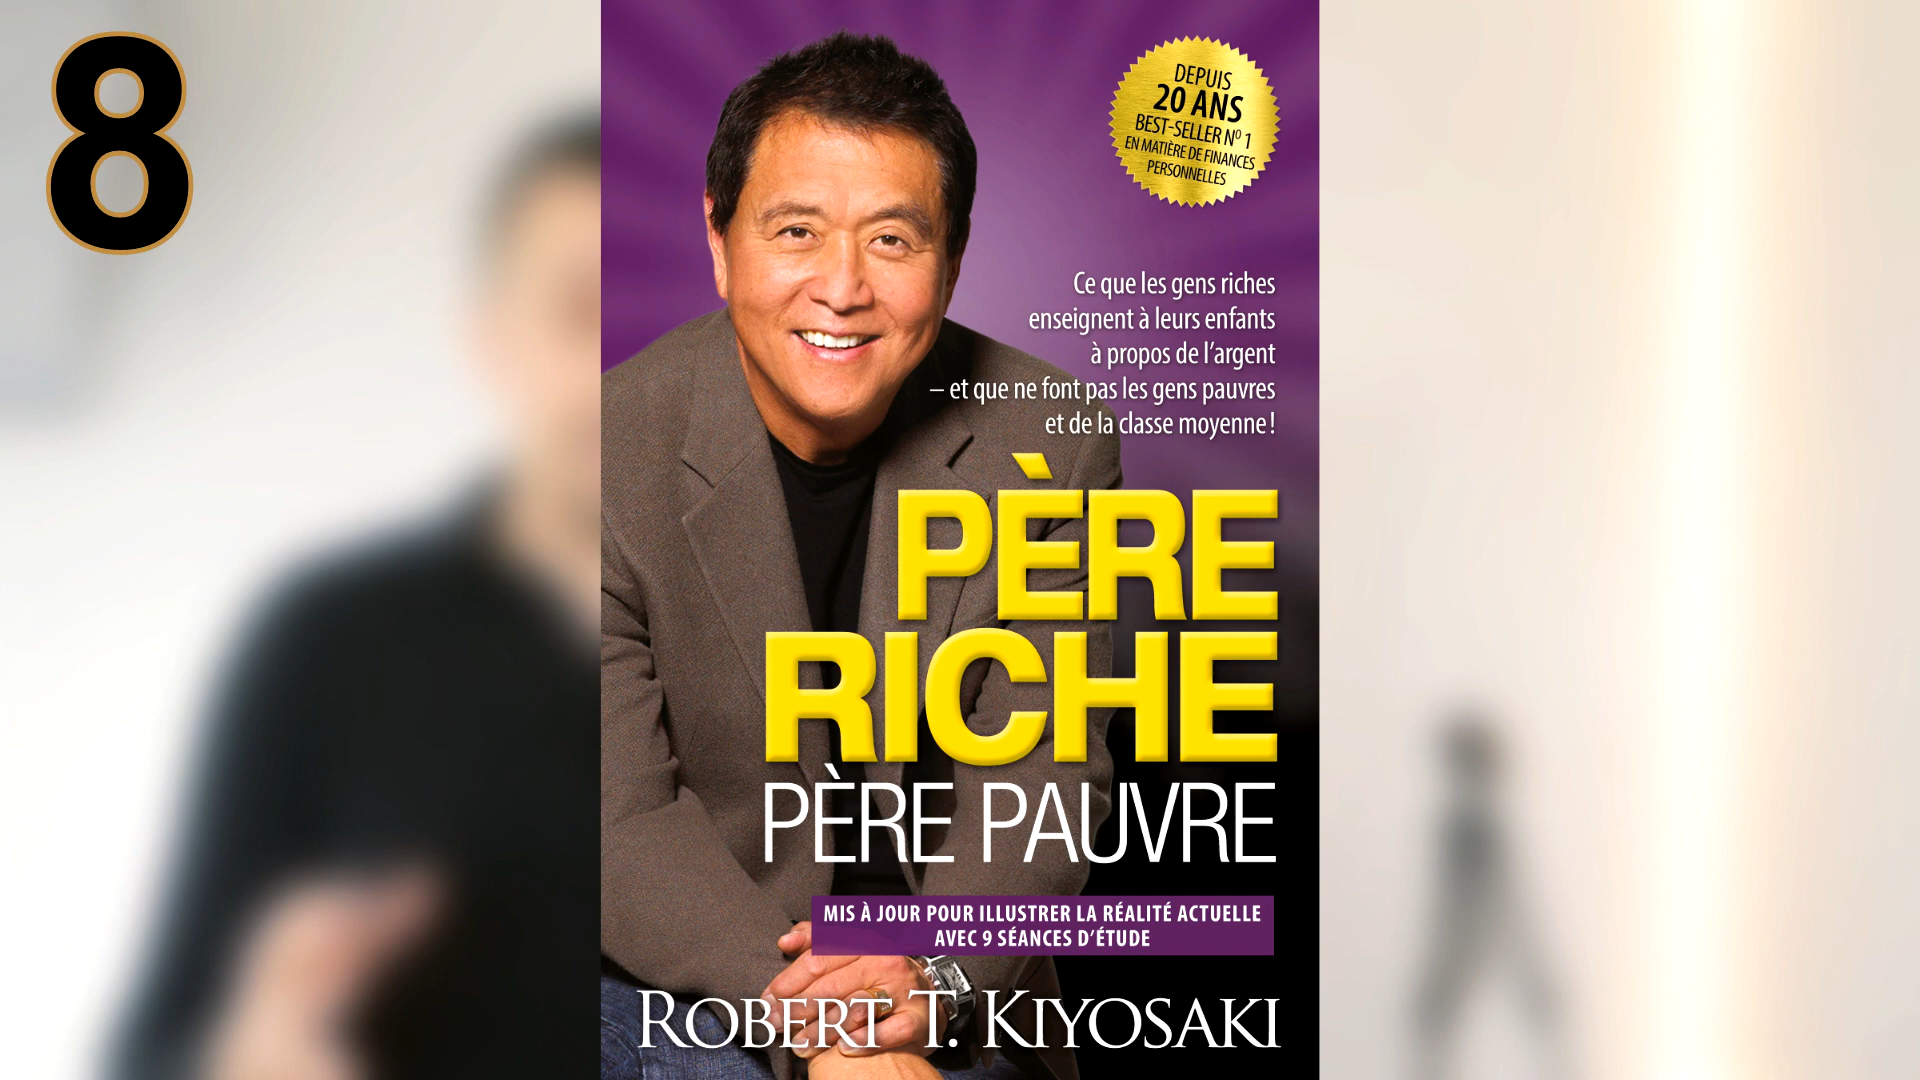 8
DEPUIS
20 ANS
BEST-SELLER Nº 1
EN MATIÈRE DE FINANCES
PERSONNELLES
Ce que les gens riches
enseignent à leurs enfants
à propos de l’argent
– et que ne font pas les gens pauvres
et de la classe moyenne !
PÈRE
RICHE
PÈRE PAUVRE
MIS À JOUR POUR ILLUSTRER LA RÉALITÉ ACTUELLE
AVEC 9 SÉANCES D’ÉTUDE
ROBERT T. KIYOSAKI